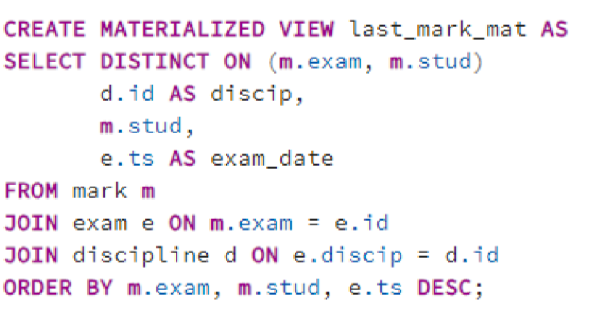 CREATE MATERIALIZED VIEW last_mark_mat AS
SELECT DISTINCT ON (m.exam, m.stud)
d.id AS discip,
m.stud,
e.ts AS exam_date
FROM mark m
JOIN exam e ON m.exam = e.id
JOIN discipline d ON e.discip = d.id
ORDER BY m.exam, m.stud, e.ts DESC;